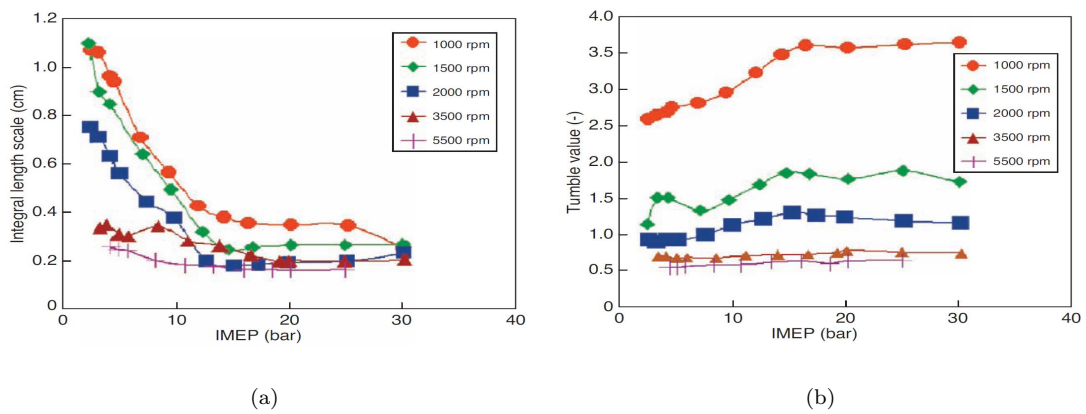 1.2
1.0
0.8
0.6
0.4
0.2
0
Integral length scale (cm)
1000 rpm
1500 rpm
2000 rpm
3500 rpm
5500 rpm
0 10 20 30 40
IMEP (bar)
(a)
4.0
3.5
3.0
2.5
2.0
1.5
1.0
0.5
0
Tumble value (-)
1000 rpm
1500 rpm
2000 rpm
3500 rpm
5500 rpm
0 10 20 30 40
IMEP (bar)
(b)